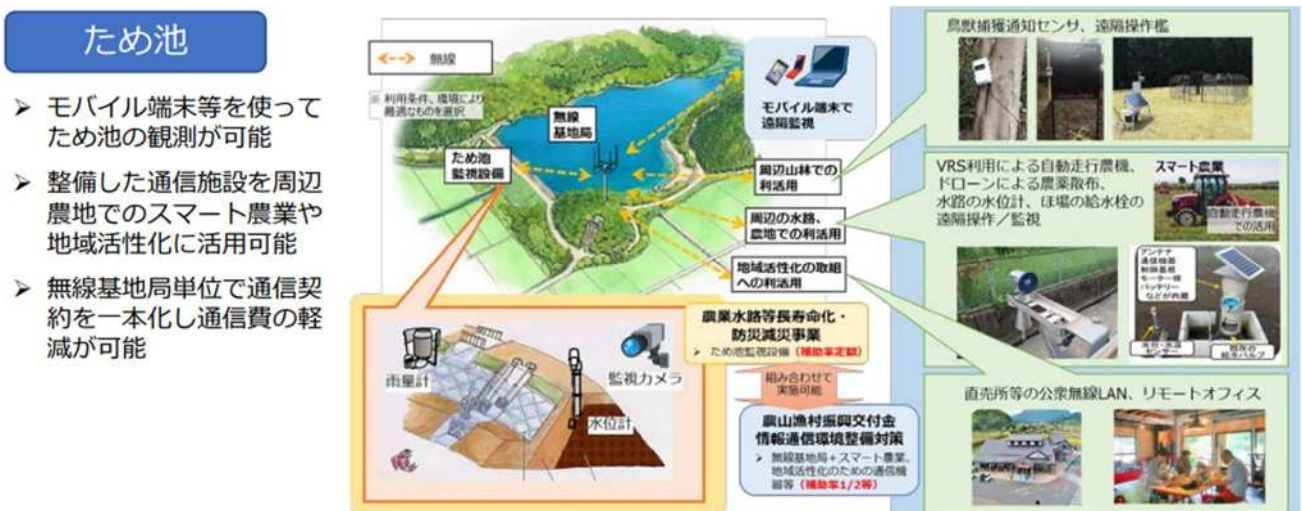 ため池
➢ モバイル端末等を使って
ため池の観測が可能
➢ 整備した通信施設を周辺
農地でのスマート農業や
地域活性化に活用可能
➢ 無線基地局単位で通信契
約を一本化し通信費の軽
減が可能
無線
※ 利用条件、環境により
最適なものを選択
無線
基地局
ため池
監視設備
モバイル端末で
遠隔監視
周辺山林での
利活用
周辺の水路、
農地での利活用
地域活性化の取組
への利活用
雨量計
監視カメラ
水位計
農業水路等長寿命化・
防災減災事業
➢ ため池監視設備（補助率定額）
組み合わせて
実施可能
農山漁村振興交付金
情報通信環境整備対策
➢ 無線基地局＋スマート農業、
地域活性化のための通信機
器等（補助率1/2等）
鳥獣捕獲通知センサ、遠隔操作檻
VRS利用による自動走行農機、
ドローンによる農薬散布、
水路の水位計、ほ場の給水栓の
遠隔操作／監視
スマート農業
自動走行農機
での活用
アンテナ
通信機器
制御基板
モーター様
バッテリー
などが内蔵
水位・水温
センサー
既存の
給水バルブ
直売所等の公衆無線LAN、リモートオフィス